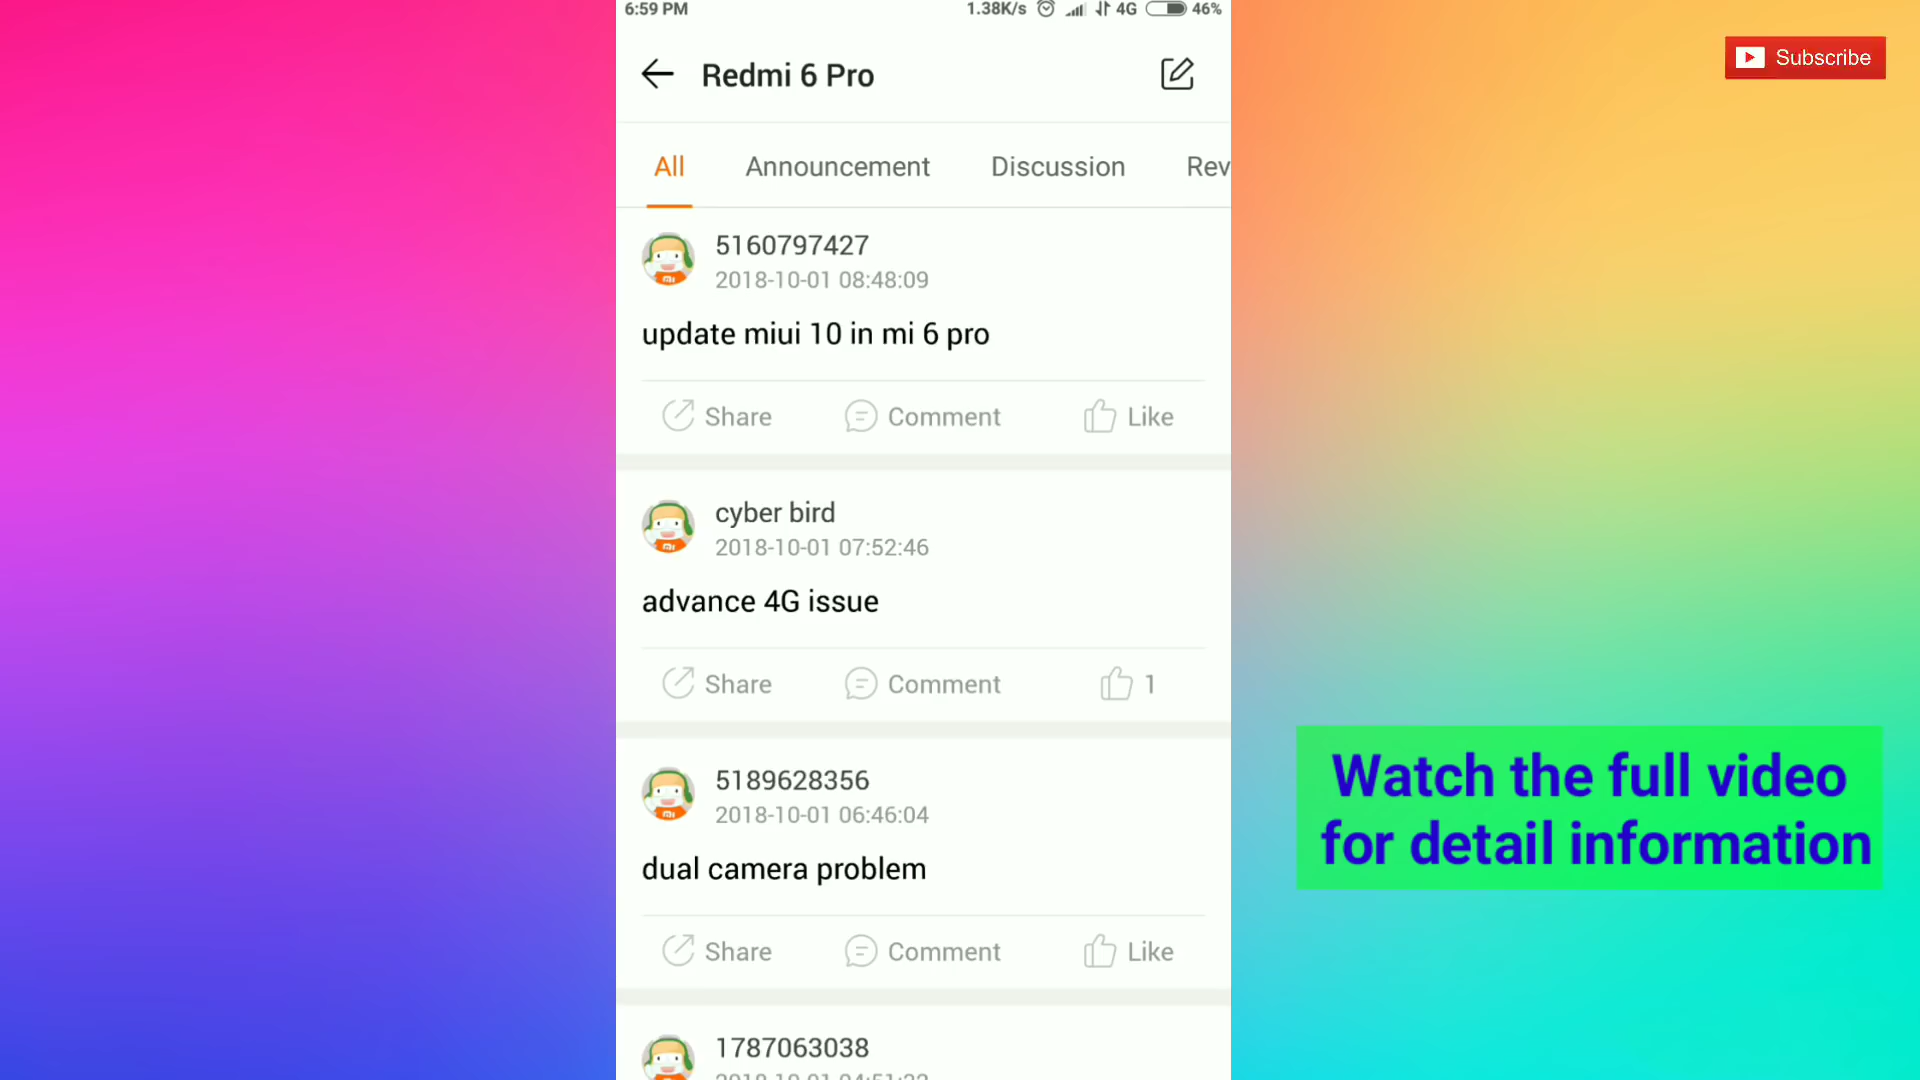 6:59 PM 1.38K/s 4G 46%
Subscribe
Redmi 6 Pro
All Announcement Discussion Rev
5160797427
2018-10-01 08:48:09
update miui 10 in mi 6 pro
Share Comment Like
cyber bird
2018-10-01 07:52:46
advance 4G issue
Share Comment 1
5189628356
2018-10-01 06:46:04
dual camera problem
Share Comment Like
Watch the full video
for detail information
1787063038